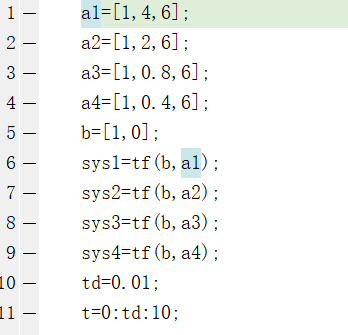 1 — a1=[1,4,6];
2 — a2=[1,2,6];
3 — a3=[1,0.8,6];
4 — a4=[1,0.4,6];
5 — b=[1,0];
6 — sys1=tf(b,a1);
7 — sys2=tf(b,a2);
8 — sys3=tf(b,a3);
9 — sys4=tf(b,a4);
10 — td=0.01;
11 — t=0:td:10;